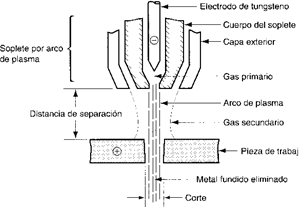 Electrodo de tungsteno
Cuerpo del soplete
Capa exterior
Soplete por arco
de plasma
Gas primario
Arco de plasma
Distancia de separación
Gas secundario
Pieza de trabaj
Metal fundido eliminado
Corte